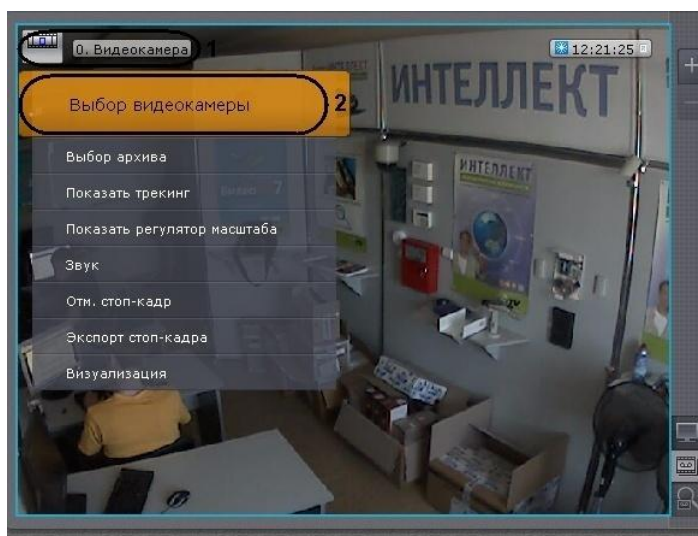 0. Видеокамера 1
12:21:25
Выбор видеокамеры 2
ИНТЕЛЛЕКТ
Выбор архива
ИНТЕЛЛЕКТ
Показать трекинг
Показать регулятор масштаба
Звук
Отм. стоп-кадр
Экспорт стоп-кадра
Визуализация